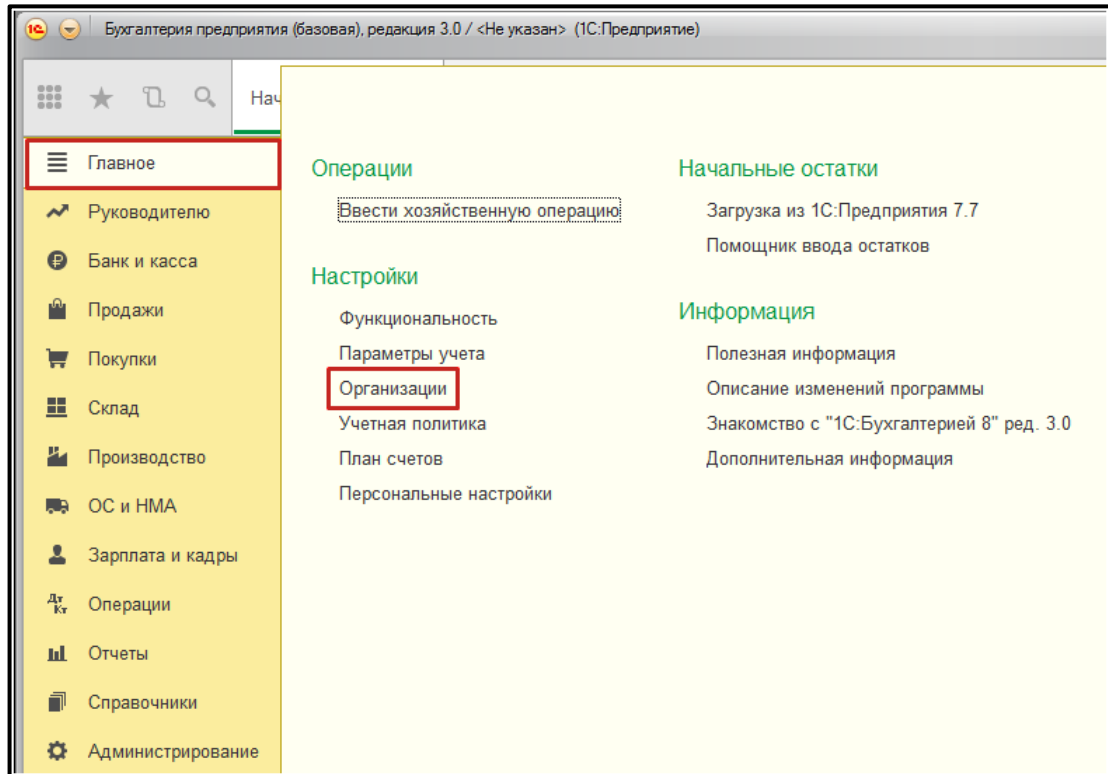 1С Бухгалтерия предприятия (базовая), редакция 3.0 / <Не указан> (1С:Предприятие)
Нач
Главное
Руководителю
Банк и касса
Продажи
Покупки
Склад
Производство
ОС и НМА
Зарплата и кадры
Дт Кт Операции
Отчеты
Справочники
Администрирование
Операции
Ввести хозяйственную операцию
Настройки
Функциональность
Параметры учета
Организации
Учетная политика
План счетов
Персональные настройки
Начальные остатки
Загрузка из 1С:Предприятия 7.7
Помощник ввода остатков
Информация
Полезная информация
Описание изменений программы
Знакомство с "1С:Бухгалтерией 8" ред. 3.0
Дополнительная информация